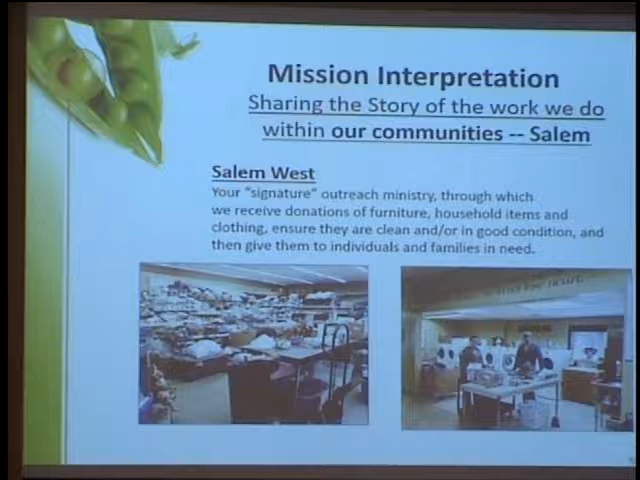 Mission Interpretation
Sharing the Story of the work we do
within our communities -- Salem
Salem West
Your "signature" outreach ministry, through which
we receive donations of furniture, household items and
clothing, ensure they are clean and/or in good condition, and
then give them to individuals and families in need.